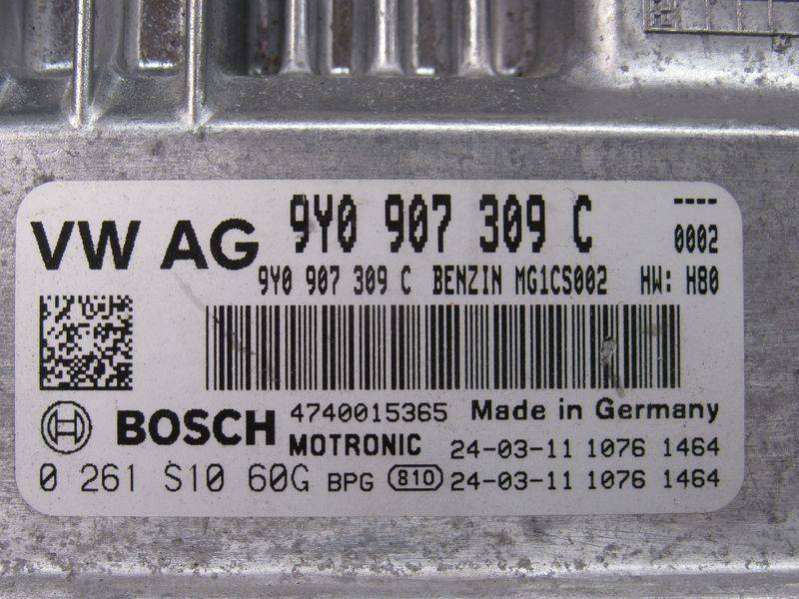 VW AG 9Y0 907 309 C ----
0002
9Y0 907 309 C BENZIN MG1CS002 HW: H80
BOSCH 4740015365 Made in Germany
MOTRONIC 24-03-11 1076 1464
0 261 S10 60G BPG 810 24-03-11 1076 1464